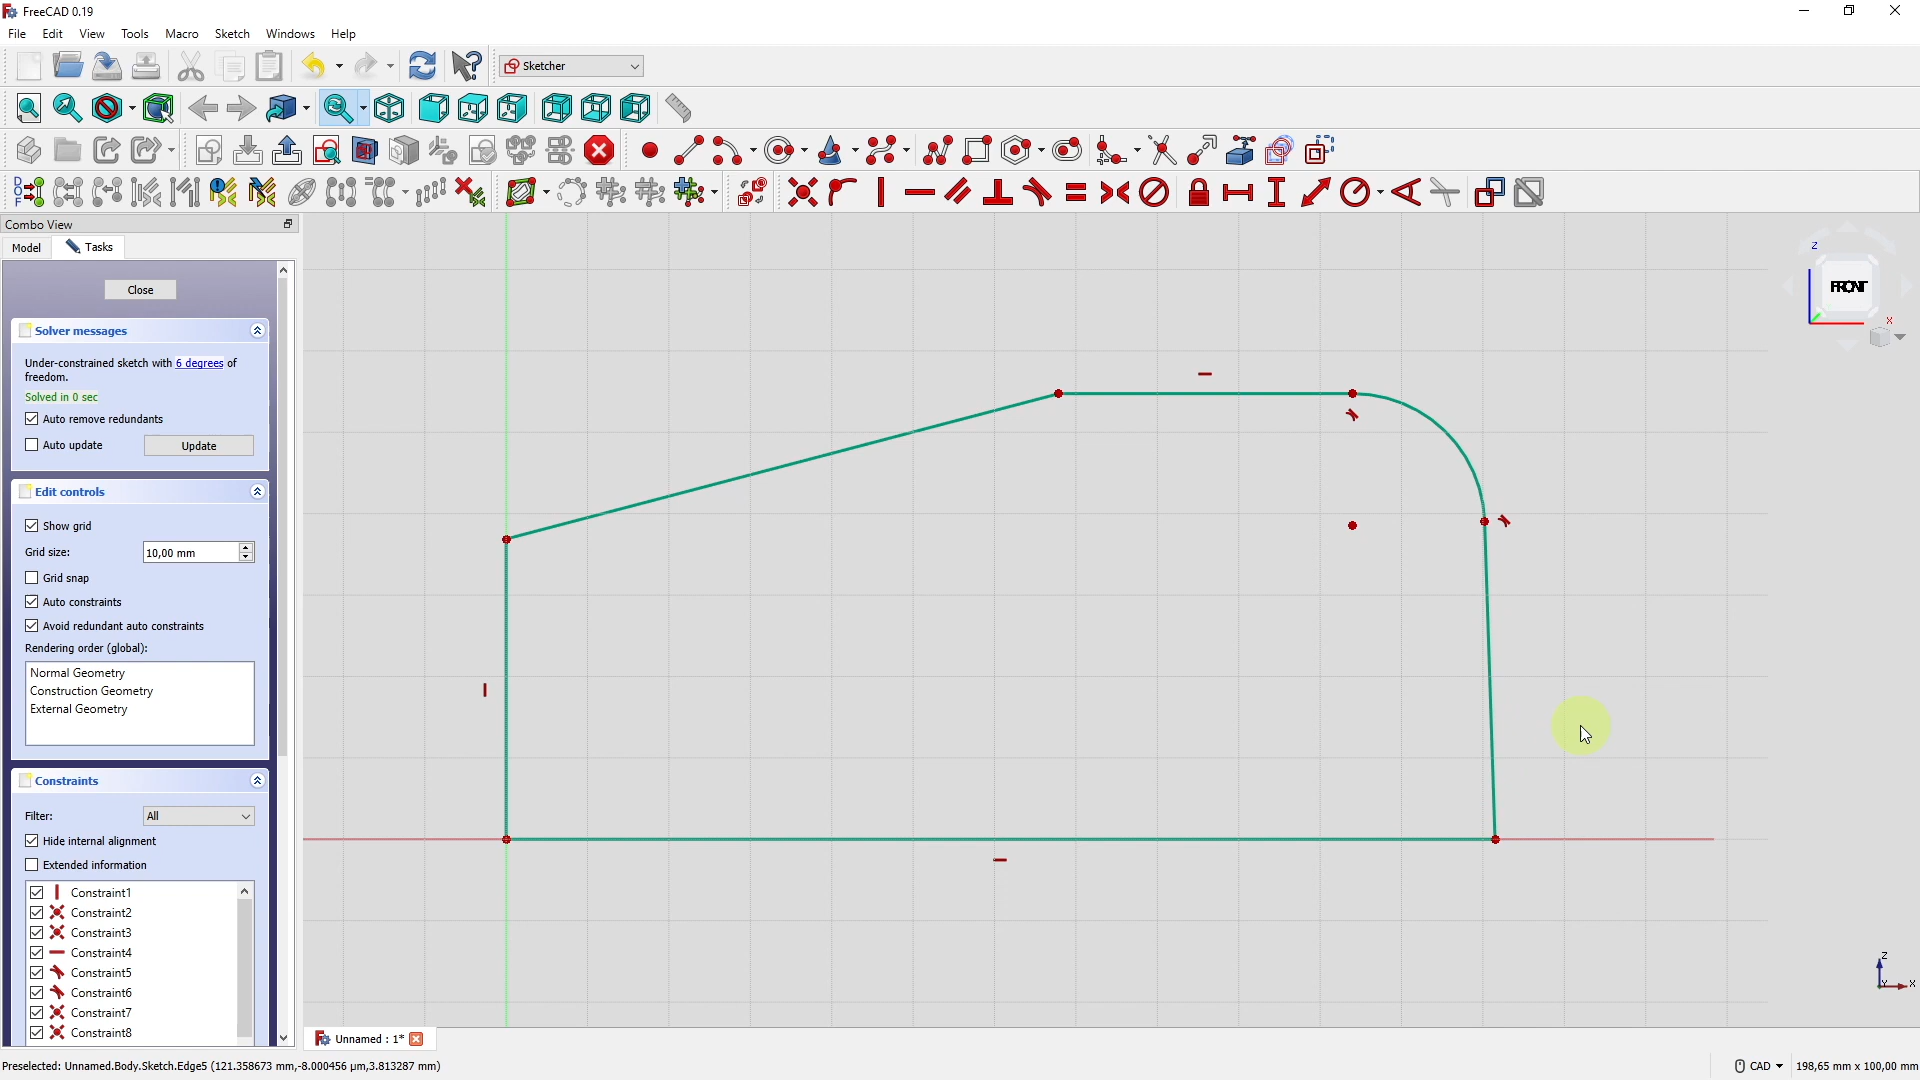 FreeCAD 0.19
File Edit View Tools Macro Sketch Windows Help
Sketcher
Combo View
Model Tasks
Close
Solver messages
Under-constrained sketch with 6 degrees of
freedom.
Solved in 0 sec
Auto remove redundants
Auto update Update
Edit controls
Show grid
Grid size: 10,00 mm
Grid snap
Auto constraints
Avoid redundant auto constraints
Rendering order (global):
Normal Geometry
Construction Geometry
External Geometry
Constraints
Filter: All
Hide internal alignment
Extended information
Constraint1
Constraint2
Constraint3
Constraint4
Constraint5
Constraint6
Constraint7
Constraint8
Z
FRONT
X
Z
Y X
Unnamed : 1*
Preselected: Unnamed.Body.Sketch.Edge5 (121.358673 mm,-8.000456 µm,3.813287 mm)
CAD 198,65 mm x 100,00 mm